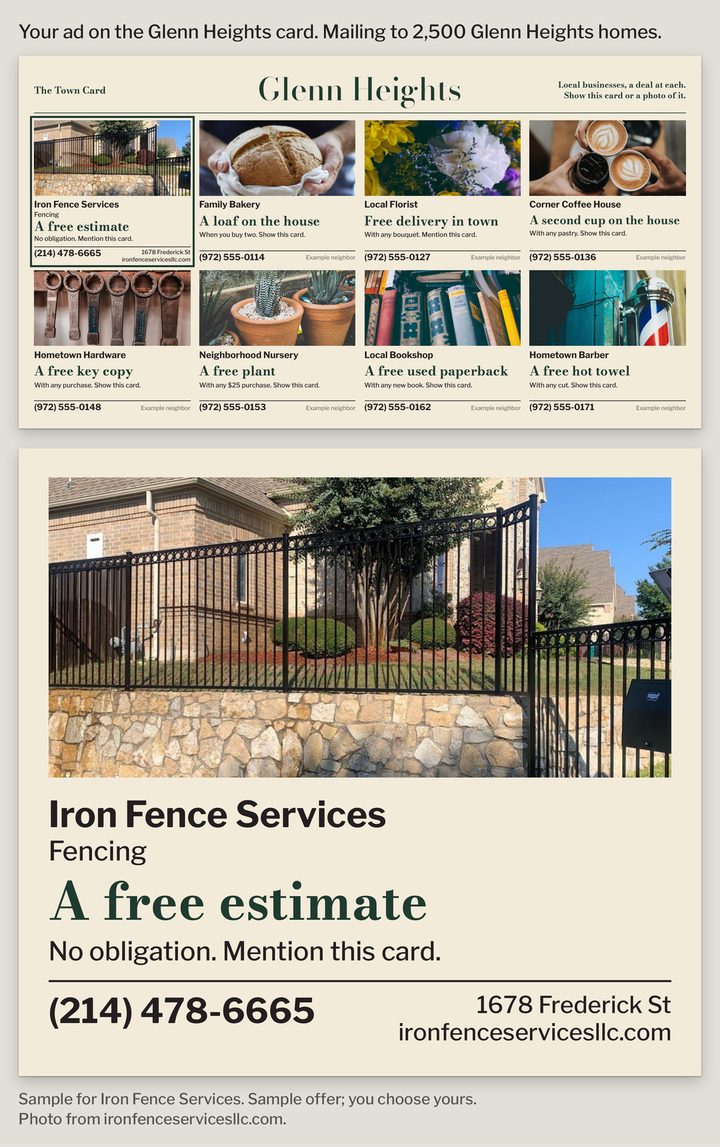 Your ad on the Glenn Heights card. Mailing to 2,500 Glenn Heights homes.
The Town Card
Glenn Heights
Local businesses, a deal at each.
Show this card or a photo of it.
Iron Fence Services
Fencing
A free estimate
No obligation. Mention this card.
(214) 478-6665
1678 Frederick St
ironfenceservicesllc.com
Family Bakery
A loaf on the house
When you buy two. Show this card.
(972) 555-0114
Example neighbor
Local Florist
Free delivery in town
With any bouquet. Mention this card.
(972) 555-0127
Example neighbor
Corner Coffee House
A second cup on the house
With any pastry. Show this card.
(972) 555-0136
Example neighbor
Hometown Hardware
A free key copy
With any purchase. Show this card.
(972) 555-0148
Example neighbor
Neighborhood Nursery
A free plant
With any $25 purchase. Show this card.
(972) 555-0153
Example neighbor
Local Bookshop
A free used paperback
With any new book. Show this card.
(972) 555-0162
Example neighbor
Hometown Barber
A free hot towel
With any cut. Show this card.
(972) 555-0171
Example neighbor
Iron Fence Services
Fencing
A free estimate
No obligation. Mention this card.
(214) 478-6665
1678 Frederick St
ironfenceservicesllc.com
Sample for Iron Fence Services. Sample offer; you choose yours.
Photo from ironfenceservicesllc.com.